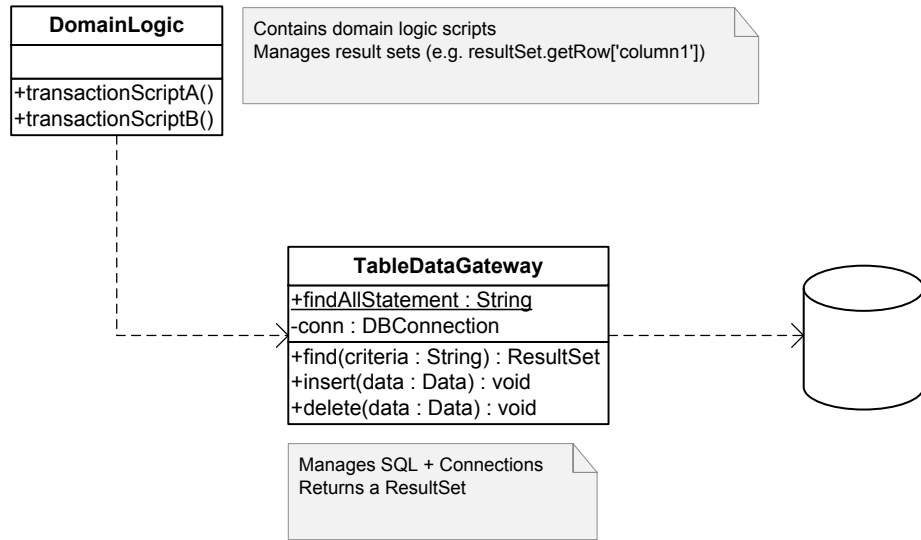 DomainLogic
+transactionScriptA()
+transactionScriptB()
Contains domain logic scripts
Manages result sets (e.g. resultSet.getRow['column1'])
TableDataGateway
+findAllStatement : String
-conn : DBConnection
+find(criteria : String) : ResultSet
+insert(data : Data) : void
+delete(data : Data) : void
Manages SQL + Connections
Returns a ResultSet